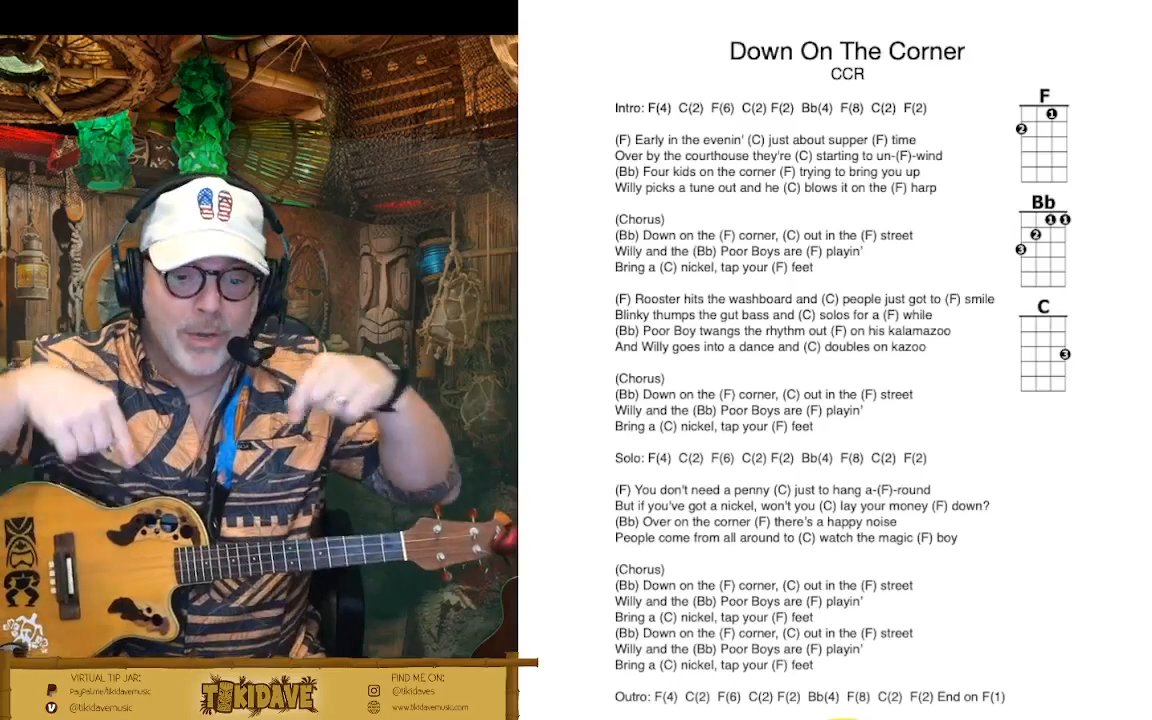 Down On The Corner
CCR
Intro: F(4) C(2) F(6) C(2) F(2) Bb(4) F(8) C(2) F(2)
(F) Early in the evenin' (C) just about supper (F) time
Over by the courthouse they're (C) starting to un-(F)-wind
(Bb) Four kids on the corner (F) trying to bring you up
Willy picks a tune out and he (C) blows it on the (F) harp
(Chorus)
(Bb) Down on the (F) corner, (C) out in the (F) street
Willy and the (Bb) Poor Boys are (F) playin'
Bring a (C) nickel, tap your (F) feet
(F) Rooster hits the washboard and (C) people just got to (F) smile
Blinky thumps the gut bass and (C) solos for a (F) while
(Bb) Poor Boy twangs the rhythm out (F) on his kalamazoo
And Willy goes into a dance and (C) doubles on kazoo
(Chorus)
(Bb) Down on the (F) corner, (C) out in the (F) street
Willy and the (Bb) Poor Boys are (F) playin'
Bring a (C) nickel, tap your (F) feet
Solo: F(4) C(2) F(6) C(2) F(2) Bb(4) F(8) C(2) F(2)
(F) You don't need a penny (C) just to hang a-(F)-round
But if you've got a nickel, won't you (C) lay your money (F) down?
(Bb) Over on the corner (F) there's a happy noise
People come from all around to (C) watch the magic (F) boy
(Chorus)
(Bb) Down on the (F) corner, (C) out in the (F) street
Willy and the (Bb) Poor Boys are (F) playin'
Bring a (C) nickel, tap your (F) feet
(Bb) Down on the (F) corner, (C) out in the (F) street
Willy and the (Bb) Poor Boys are (F) playin'
Bring a (C) nickel, tap your (F) feet
Outro: F(4) C(2) F(6) C(2) F(2) Bb(4) F(8) C(2) F(2) End on F(1)
F
1
2
Bb
1 1
2
3
C
3
VIRTUAL TIP JAR:
PayPal.me/tikidavemusic
@tikidavemusic
TIKIDAVE
FIND ME ON:
@tikidaves
www.tikidavemusic.com